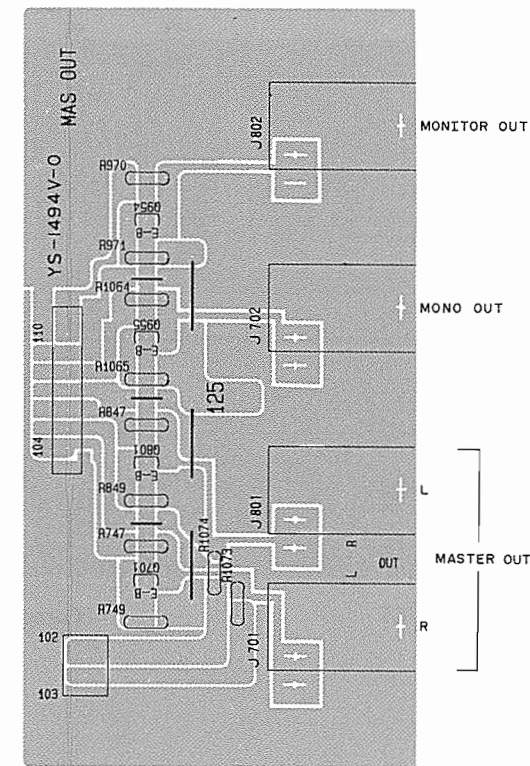 YS-1494V-0 MAS OUT
R970
Q954
E-B
R971
R1064
110
Q955
E-B
R1065
125
R847
104
Q801
E-B
R849
R747
R1074
R1073
Q701
E-B
R749
102
103
J802
MONITOR OUT
J702
MONO OUT
J801
L
R
L
OUT
MASTER OUT
J701
R